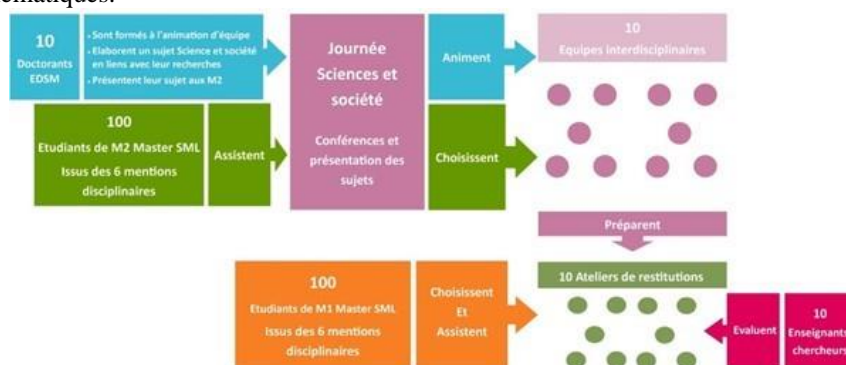 10
Doctorants
EDSM
• Sont formés à l'animation d'équipe
• Elaborent un sujet Science et société
en liens avec leur recherches
• Présentent leur sujet aux M2
Journée
Sciences et
société
Conférences et
présentation des
sujets
Animent
10
Equipes interdisciplinaires
100
Etudiants de M2 Master SML
Issus des 6 mentions
disciplinaires
Assistent
Choisissent
Préparent
10 Ateliers de restitutions
100
Etudiants de M1 Master SML
Issus des 6 mentions
disciplinaires
Choisissent
Et
Assistent
Evaluent
10
Enseignants
chercheurs